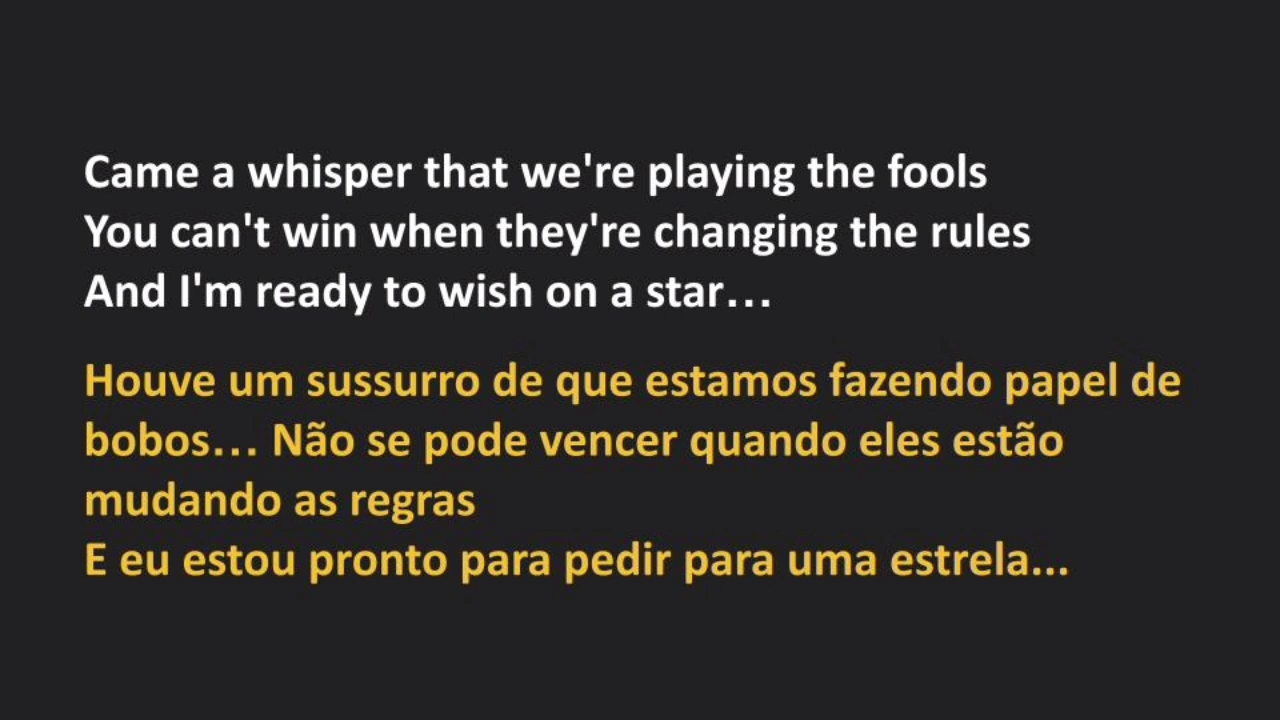 Came a whisper that we're playing the fools
You can't win when they're changing the rules
And I'm ready to wish on a star…
Houve um sussurro de que estamos fazendo papel de
bobos… Não se pode vencer quando eles estão
mudando as regras
E eu estou pronto para pedir para uma estrela...